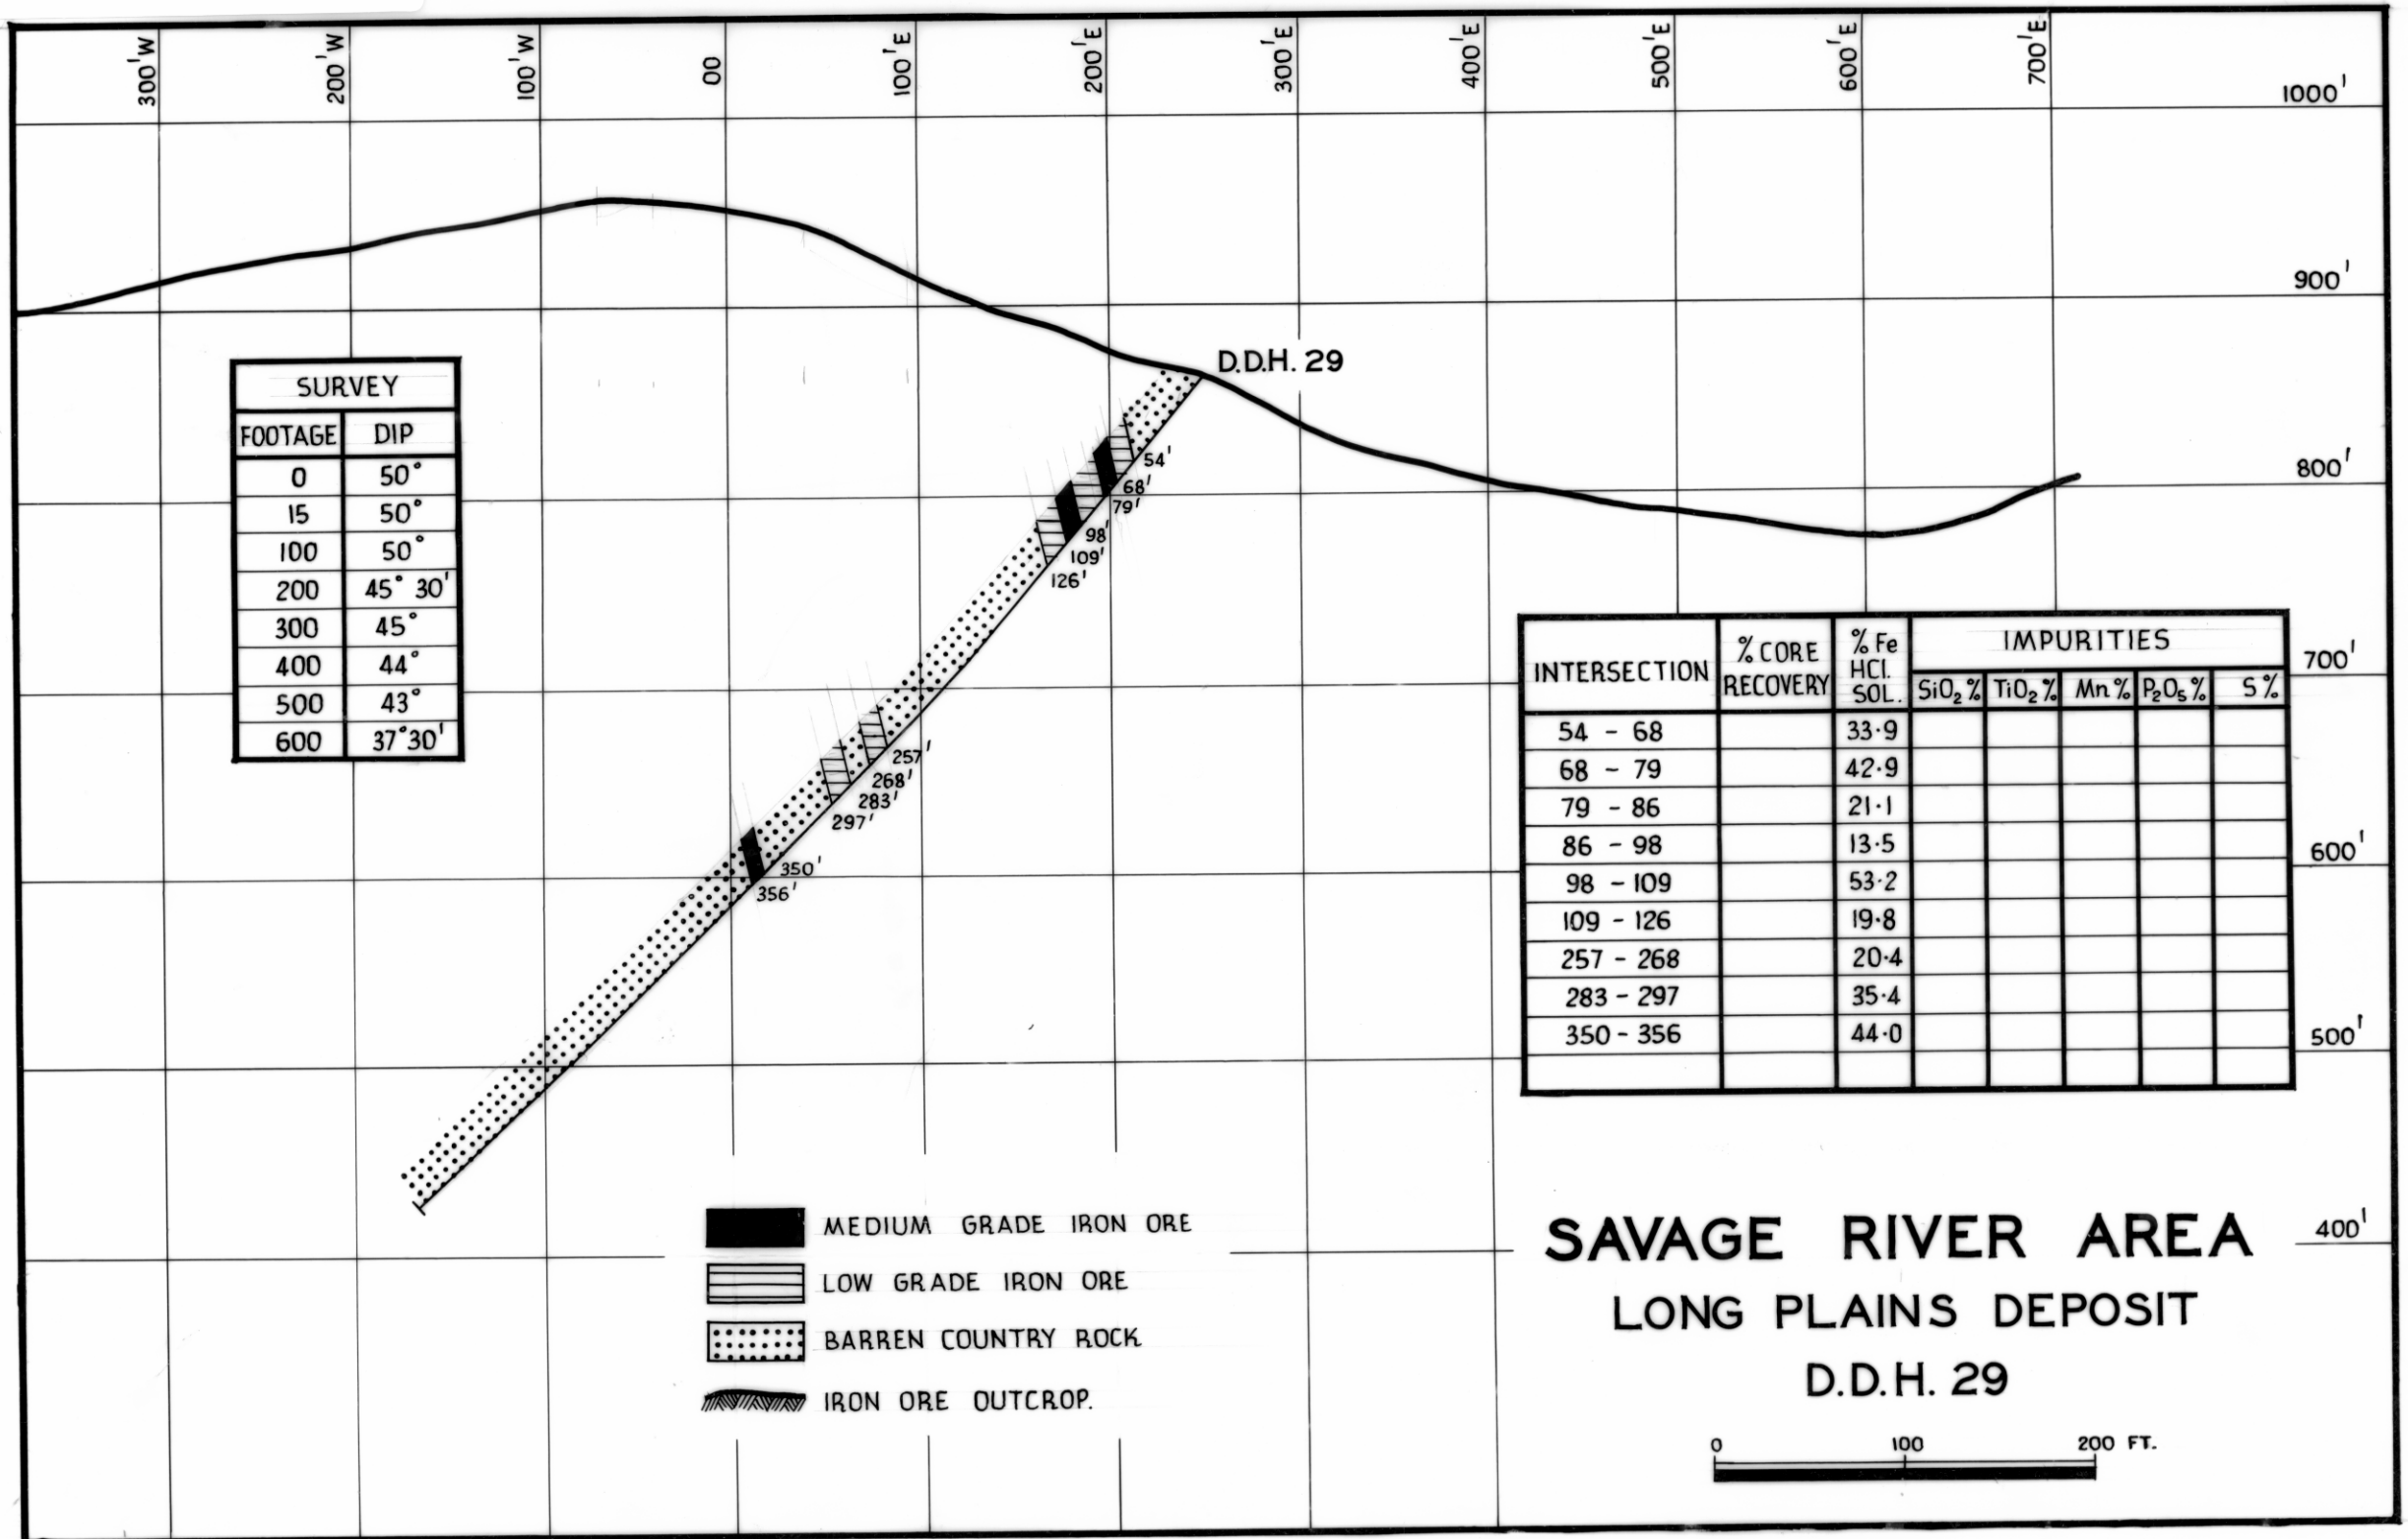 300'W 200'W 100'W 00 100'E 200'E 300'E 400'E 500'E 600'E 700'E
1000'
900'
800'
700'
600'
500'
400'
D.D.H. 29
54'
68'
79'
98'
109'
126'
257'
268'
283'
297'
350'
356'
SURVEY
FOOTAGE DIP
0 50°
15 50°
100 50°
200 45° 30'
300 45°
400 44°
500 43°
600 37°30'
INTERSECTION % CORE RECOVERY % Fe HCl. SOL. IMPURITIES
SiO₂ % TiO₂ % Mn % P₂O₅ % S %
54 - 68 33·9
68 - 79 42·9
79 - 86 21·1
86 - 98 13·5
98 - 109 53·2
109 - 126 19·8
257 - 268 20·4
283 - 297 35·4
350 - 356 44·0
MEDIUM GRADE IRON ORE
LOW GRADE IRON ORE
BARREN COUNTRY ROCK
IRON ORE OUTCROP.
SAVAGE RIVER AREA
LONG PLAINS DEPOSIT
D.D.H. 29
0 100 200 FT.